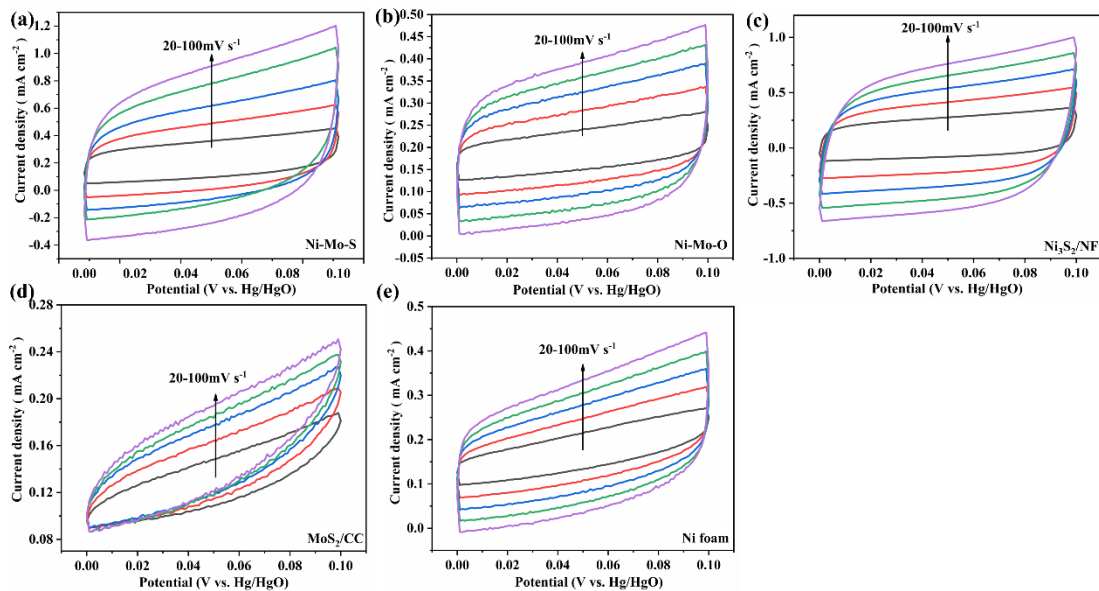 (a)
Current density ( mA cm⁻²)
1.2
1.0
0.8
0.6
0.4
0.2
0.0
-0.2
-0.4
20-100mV s⁻¹
Ni-Mo-S
0.00 0.02 0.04 0.06 0.08 0.10
Potential (V vs. Hg/HgO)
(b)
Current density ( mA cm⁻²)
0.50
0.45
0.40
0.35
0.30
0.25
0.20
0.15
0.10
0.05
0.00
-0.05
20-100mV s⁻¹
Ni-Mo-O
0.00 0.02 0.04 0.06 0.08 0.10
Potential (V vs. Hg/HgO)
(c)
Current density ( mA cm⁻²)
1.0
0.5
0.0
-0.5
-1.0
20-100mV s⁻¹
Ni₃S₂/NF
0.00 0.02 0.04 0.06 0.08 0.10
Potential (V vs. Hg/HgO)
(d)
Current density ( mA cm⁻²)
0.28
0.24
0.20
0.16
0.12
0.08
20-100mV s⁻¹
MoS₂/CC
0.00 0.02 0.04 0.06 0.08 0.10
Potential (V vs. Hg/HgO)
(e)
Current density ( mA cm⁻²)
0.5
0.4
0.3
0.2
0.1
0.0
20-100mV s⁻¹
Ni foam
0.00 0.02 0.04 0.06 0.08 0.10
Potential (V vs. Hg/HgO)